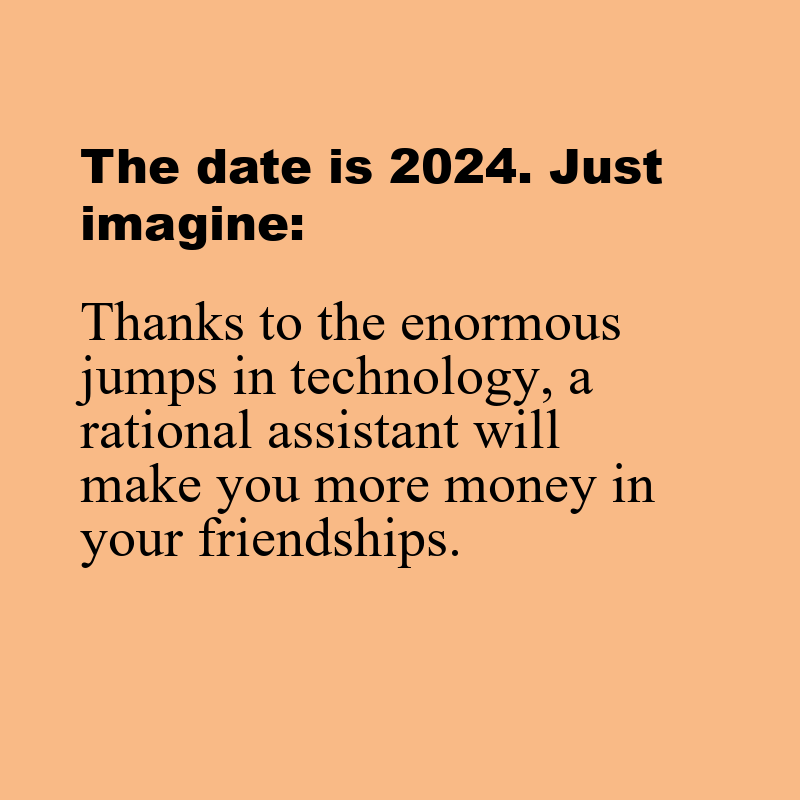 The date is 2024. Just
imagine:
Thanks to the enormous
jumps in technology, a
rational assistant will
make you more money in
your friendships.